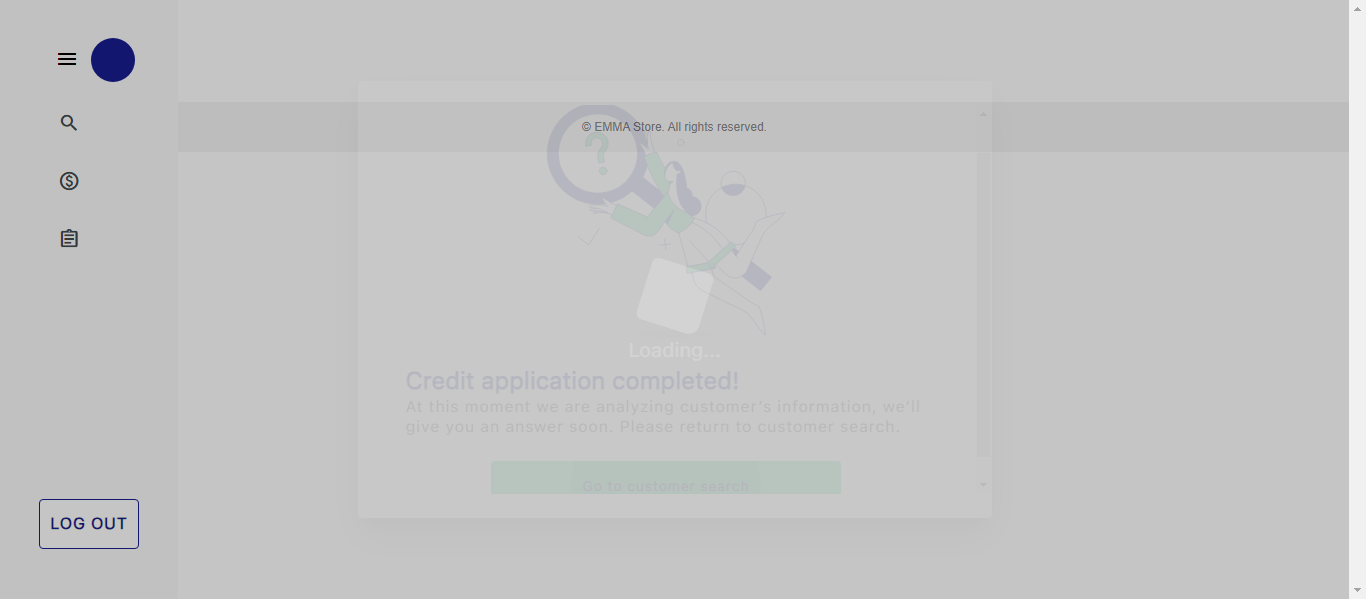 © EMMA Store. All rights reserved.
?
Loading...
Credit application completed!
At this moment we are analyzing customer's information, we'll
give you an answer soon. Please return to customer search.
Go to customer search
LOG OUT